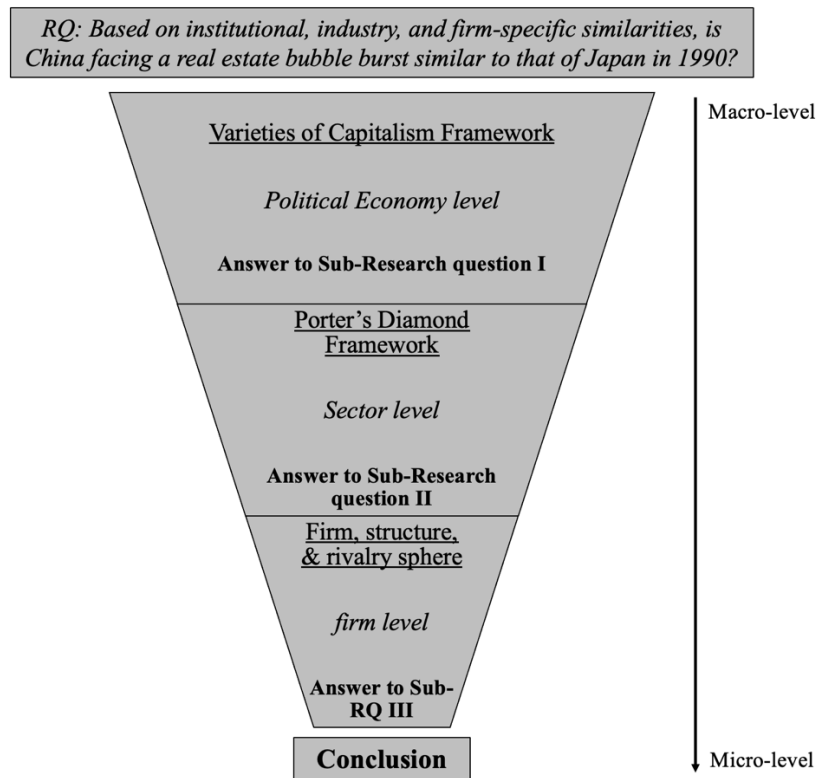 RQ: Based on institutional, industry, and firm-specific similarities, is
China facing a real estate bubble burst similar to that of Japan in 1990?
Macro-level
Varieties of Capitalism Framework
Political Economy level
Answer to Sub-Research question I
Porter’s Diamond
Framework
Sector level
Answer to Sub-Research
question II
Firm, structure,
& rivalry sphere
firm level
Answer to Sub-
RQ III
Conclusion
Micro-level